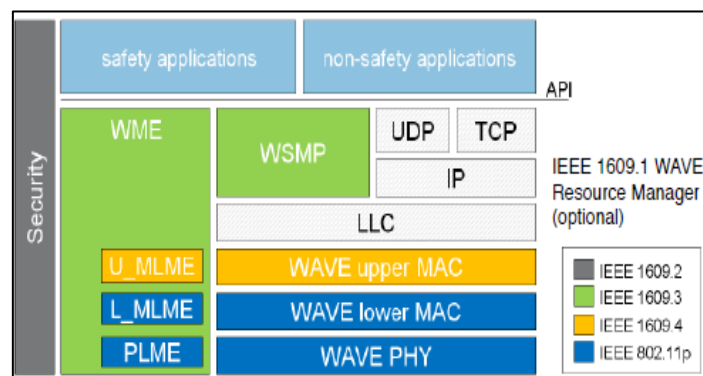 Security
safety applications
non-safety applications
API
WME
WSMP
UDP
TCP
IP
LLC
IEEE 1609.1 WAVE
Resource Manager
(optional)
U_MLME
WAVE upper MAC
L_MLME
WAVE lower MAC
PLME
WAVE PHY
IEEE 1609.2
IEEE 1609.3
IEEE 1609.4
IEEE 802.11p